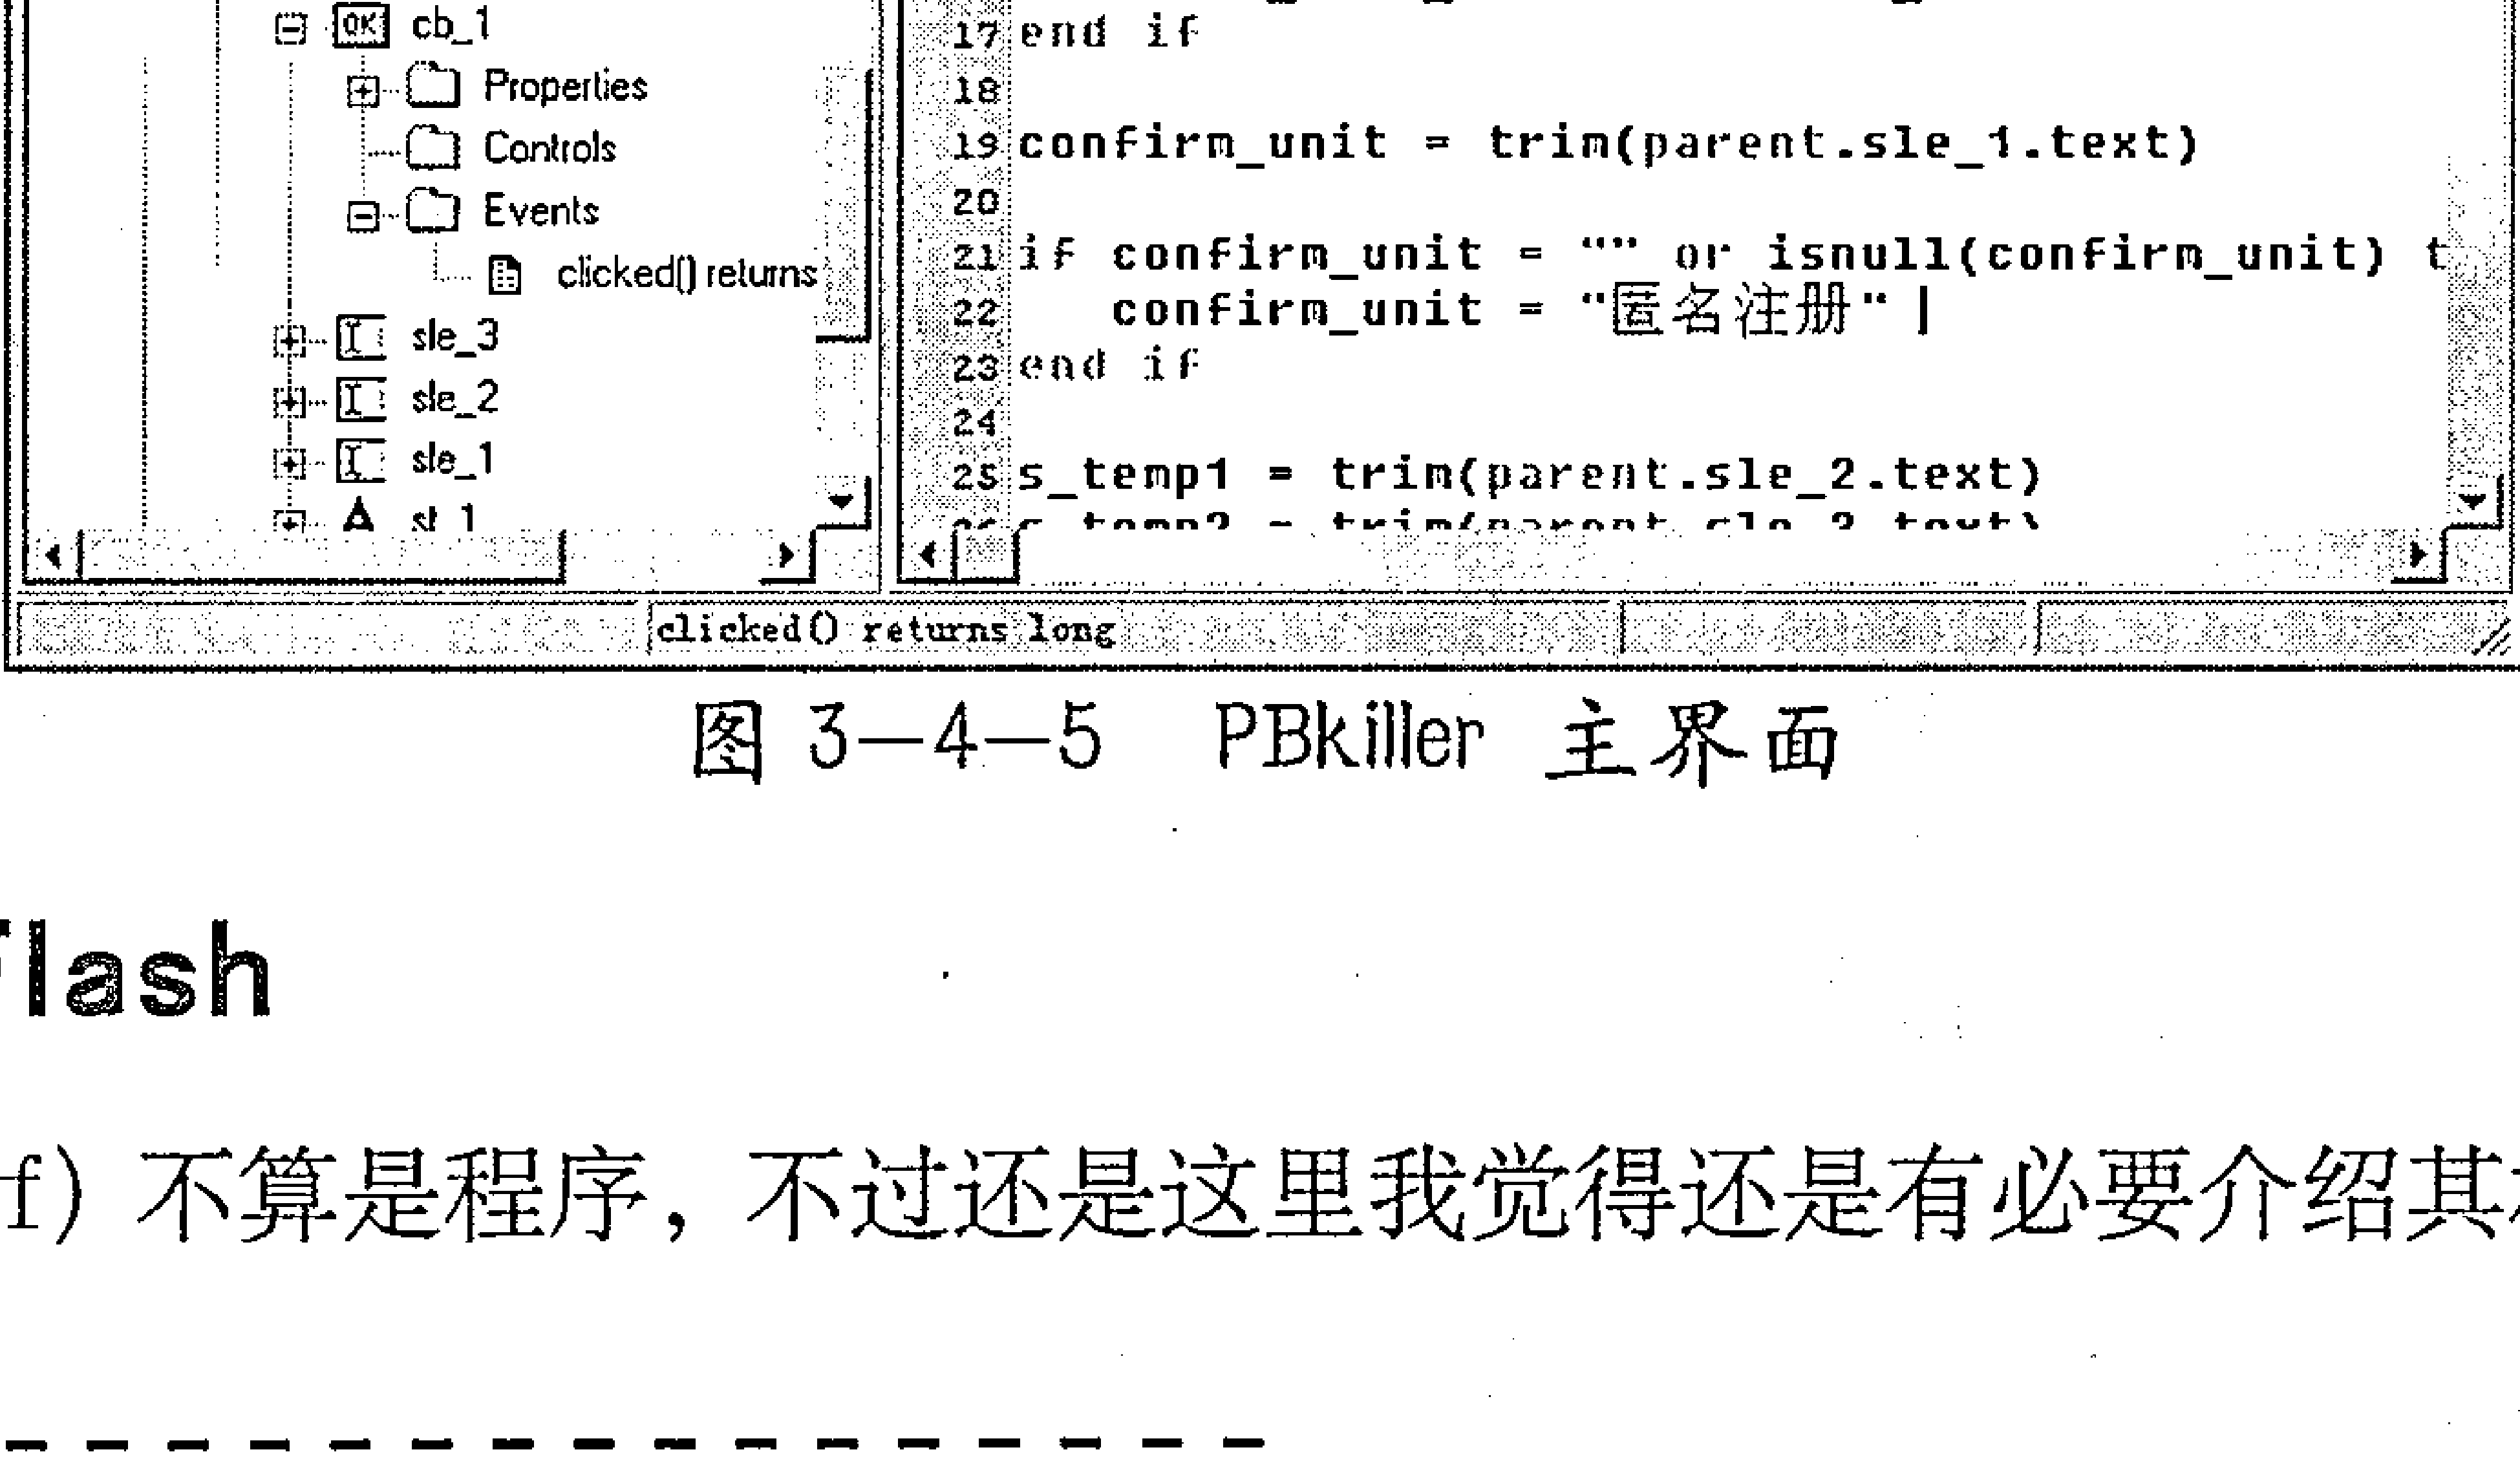 OK cb_1
Properties
Controls
Events
clicked() returns
sle_3
sle_2
sle_1
st_1
17 end if
18
19 confirm_unit = trim(parent.sle_1.text)
20
21 if confirm_unit = "" or isnull(confirm_unit) t
22 confirm_unit = "匿名注册"
23 end if
24
25 s_temp1 = trim(parent.sle_2.text)
clicked() returns long
图 3—4—5 PBkiller 主界面
Flash
f) 不算是程序，不过还是这里我觉得还是有必要介绍其